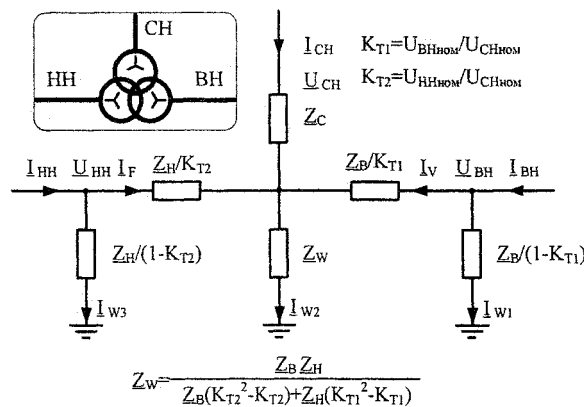 CH
HH
BH
I_CH
K_T1=U_BHном/U_CHном
U_CH
K_T2=U_HHном/U_CHном
Z_C
I_HH
U_HH
I_F
Z_H/K_T2
Z_B/K_T1
I_V
U_BH
I_BH
Z_H/(1-K_T2)
Z_W
Z_B/(1-K_T1)
I_W3
I_W2
I_W1
Z_W=
Z_B Z_H
Z_B(K_T2²-K_T2)+Z_H(K_T1²-K_T1)